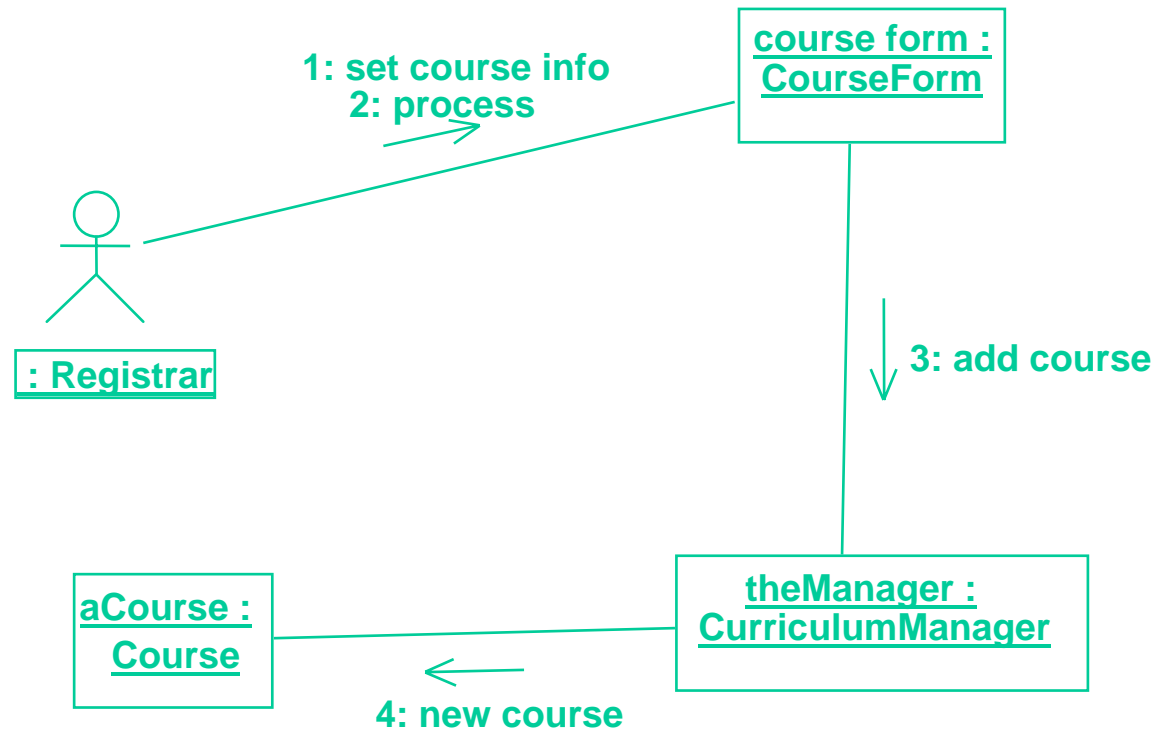 course form :
CourseForm
1: set course info
2: process
: Registrar
3: add course
theManager :
CurriculumManager
aCourse :
Course
4: new course